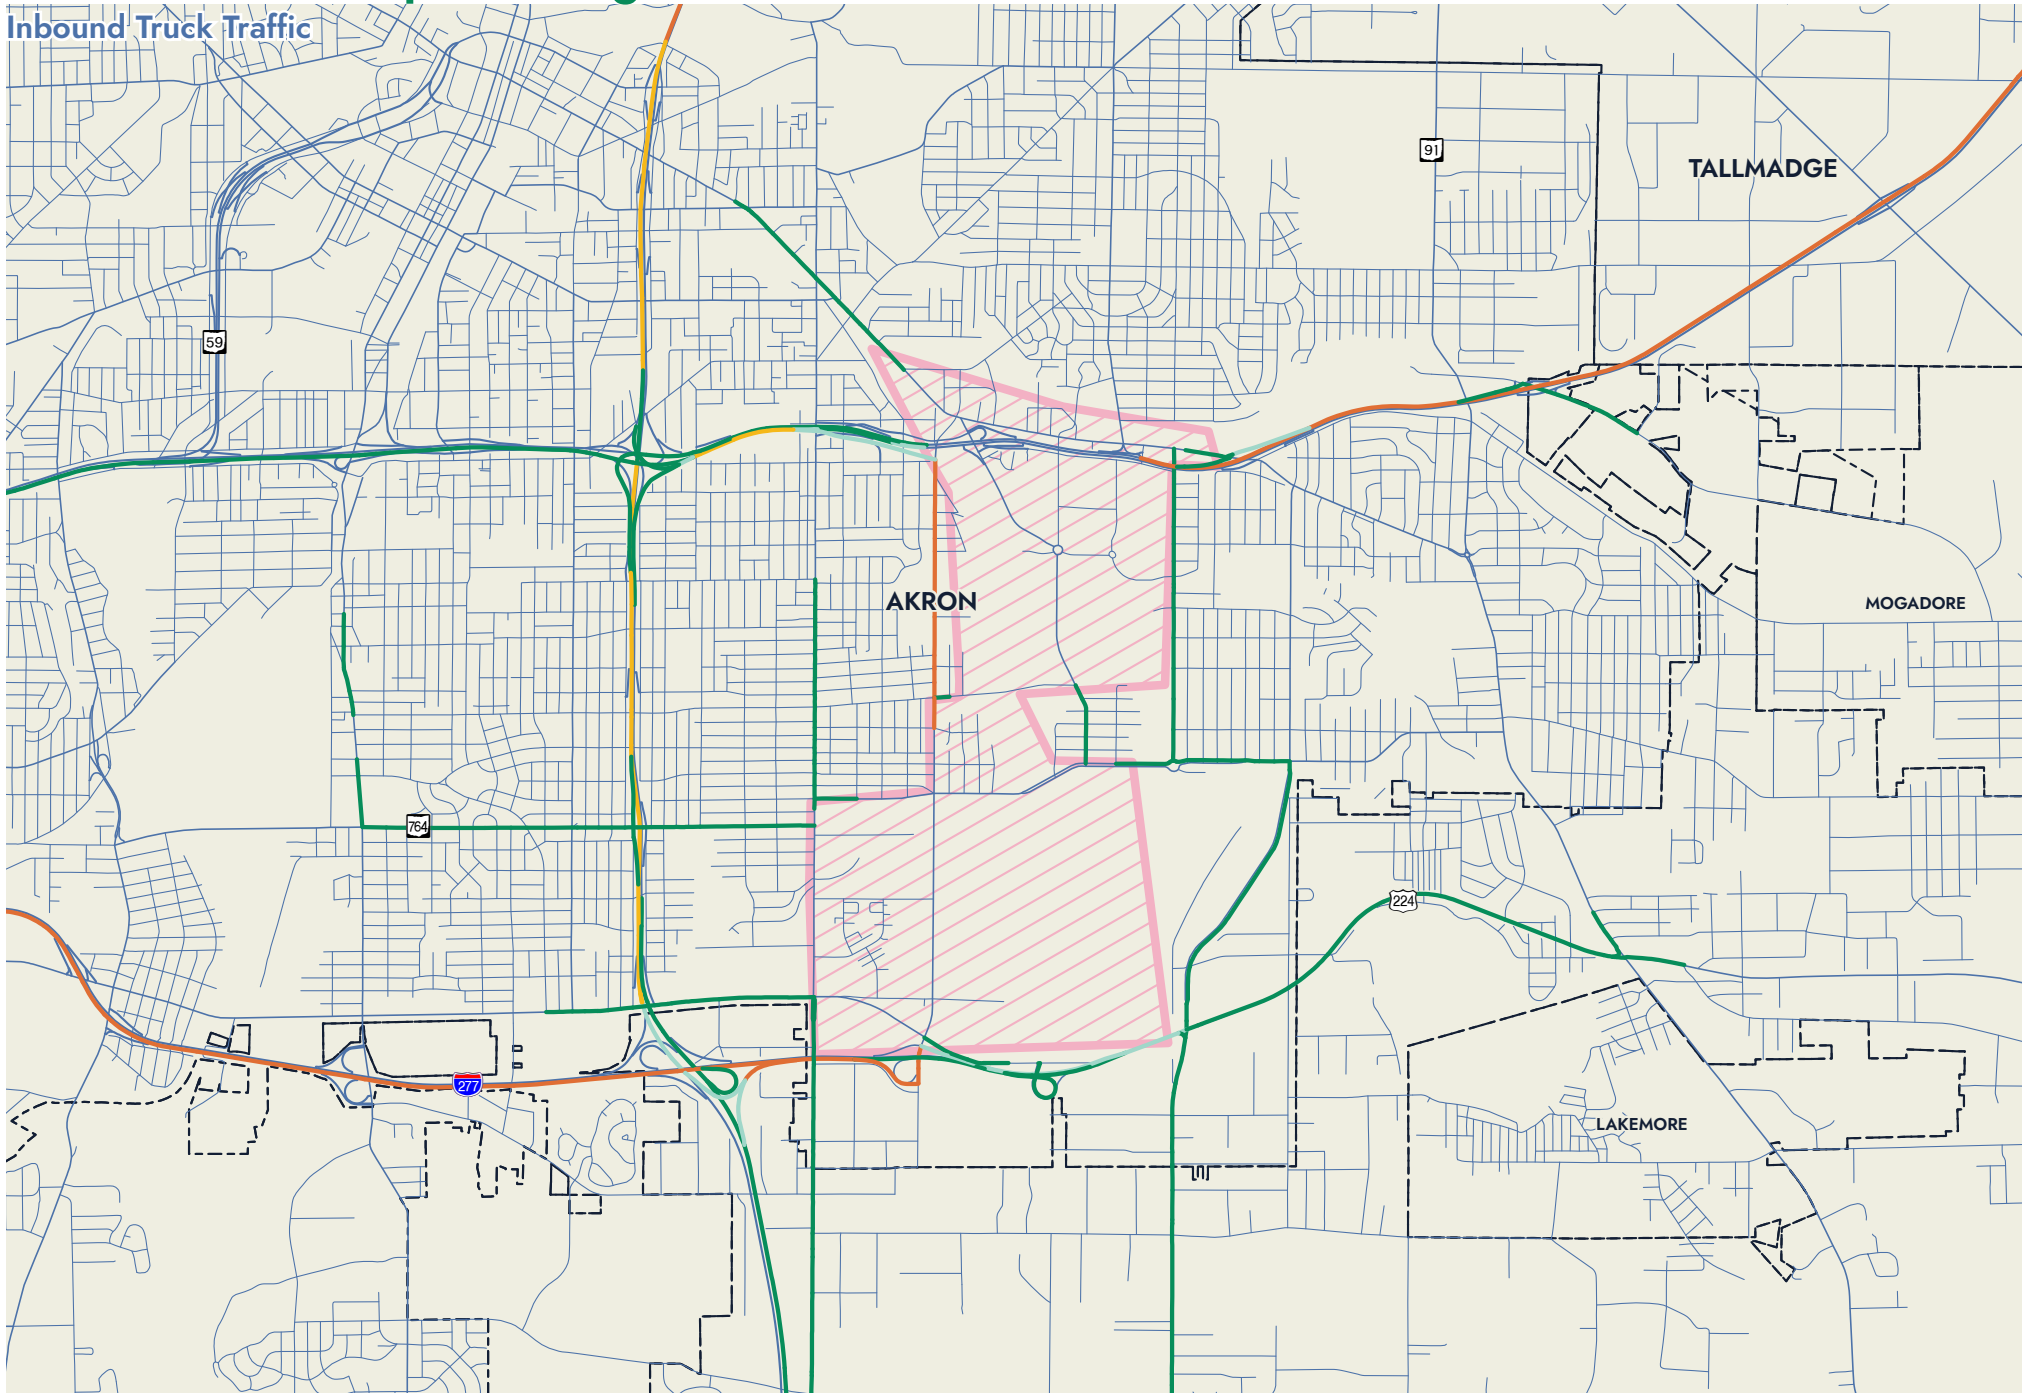 Inbound Truck Traffic
91
TALLMADGE
59
AKRON
MOGADORE
764
224
277
LAKEMORE